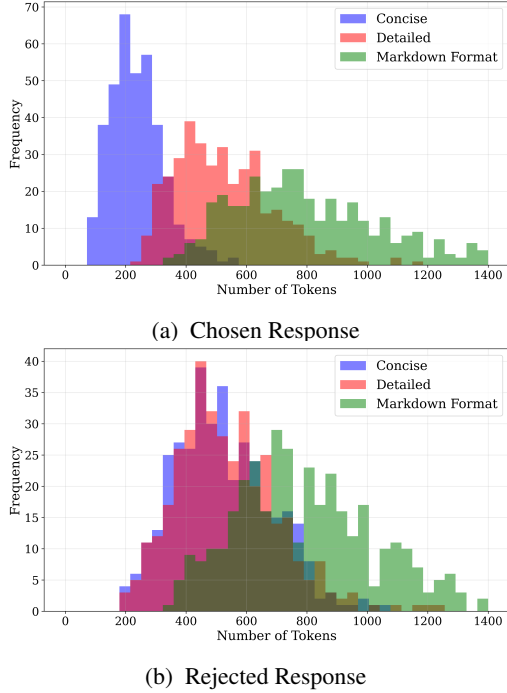 70
60
50
40
30
20
10
0
Frequency
Concise
Detailed
Markdown Format
0 200 400 600 800 1000 1200 1400
Number of Tokens
(a) Chosen Response
40
35
30
25
20
15
10
5
0
Frequency
Concise
Detailed
Markdown Format
0 200 400 600 800 1000 1200 1400
Number of Tokens
(b) Rejected Response